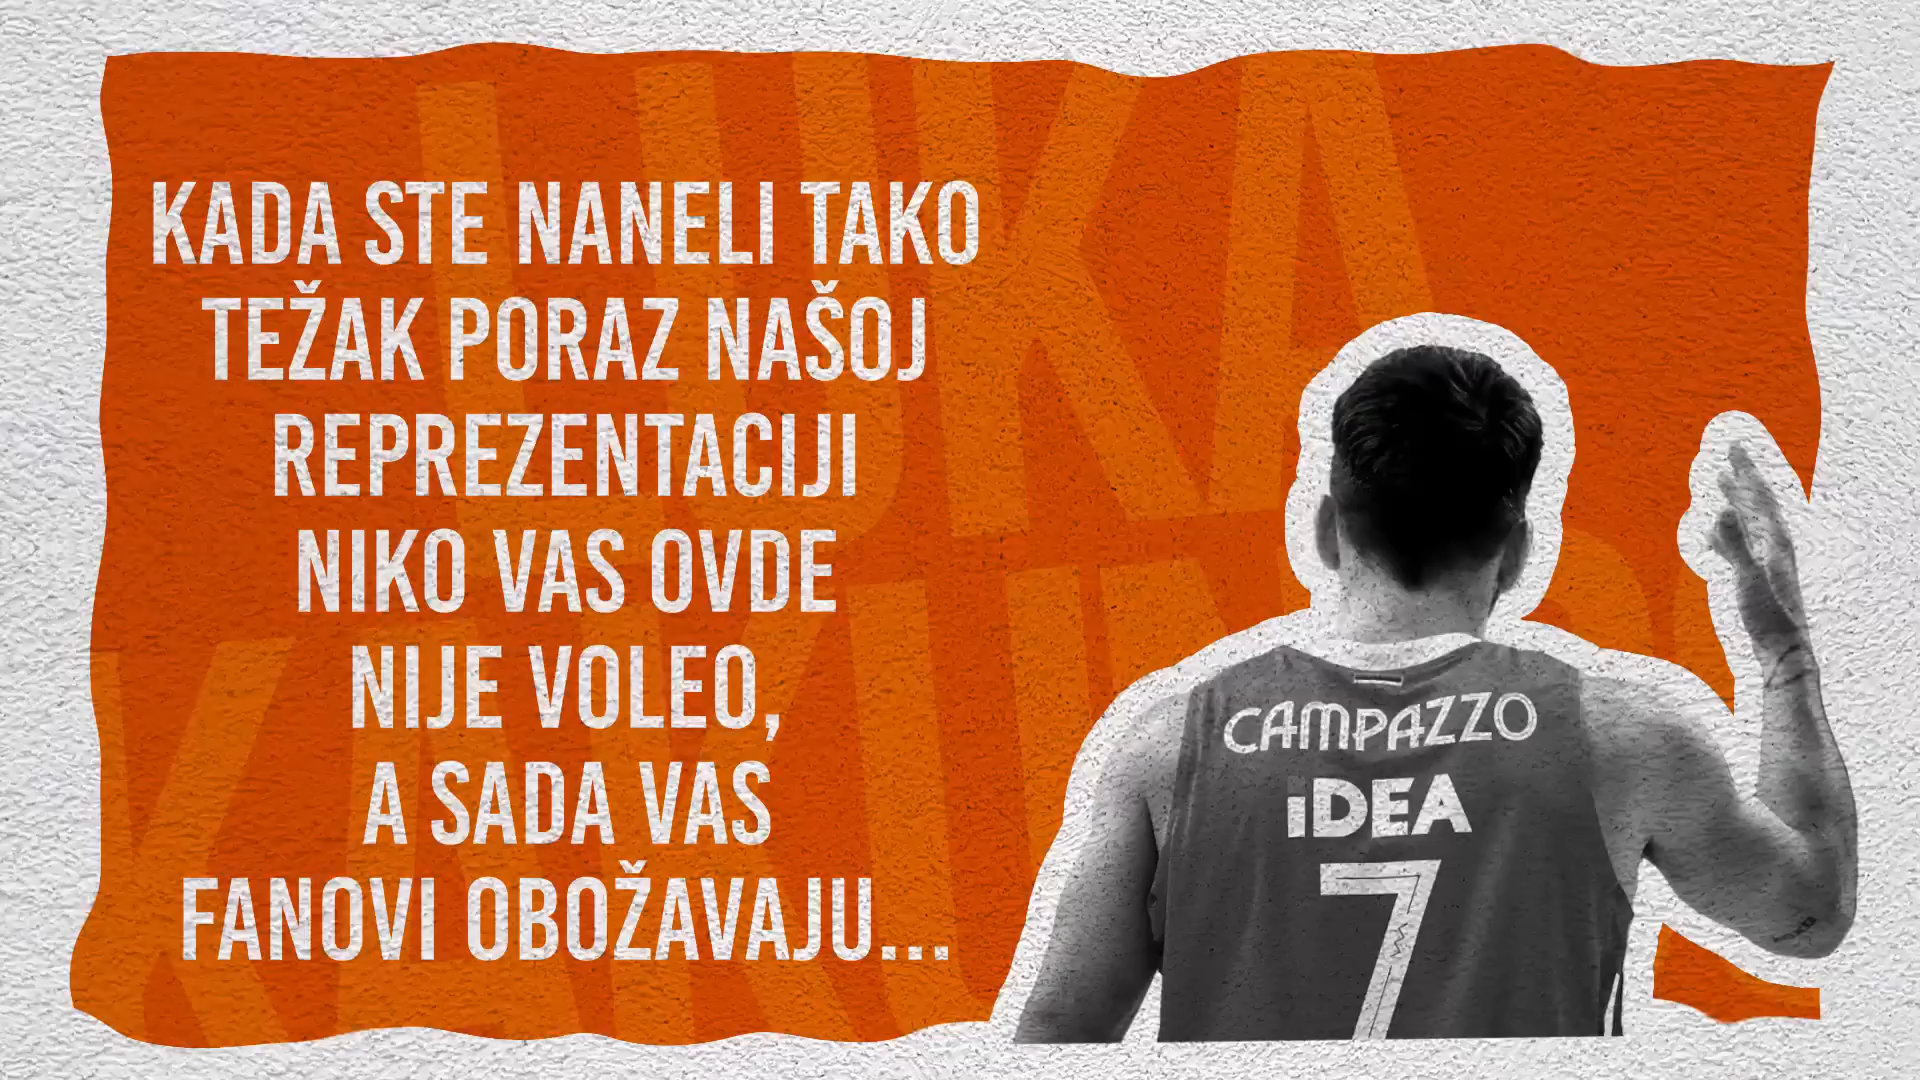 KADA STE NANELI TAKO
TEŽAK PORAZ NAŠOJ
REPREZENTACIJI
NIKO VAS OVDE
NIJE VOLEO,
A SADA VAS
FANOVI OBOŽAVAJU...
CAMPAZZO
iDEA
7
LUKA